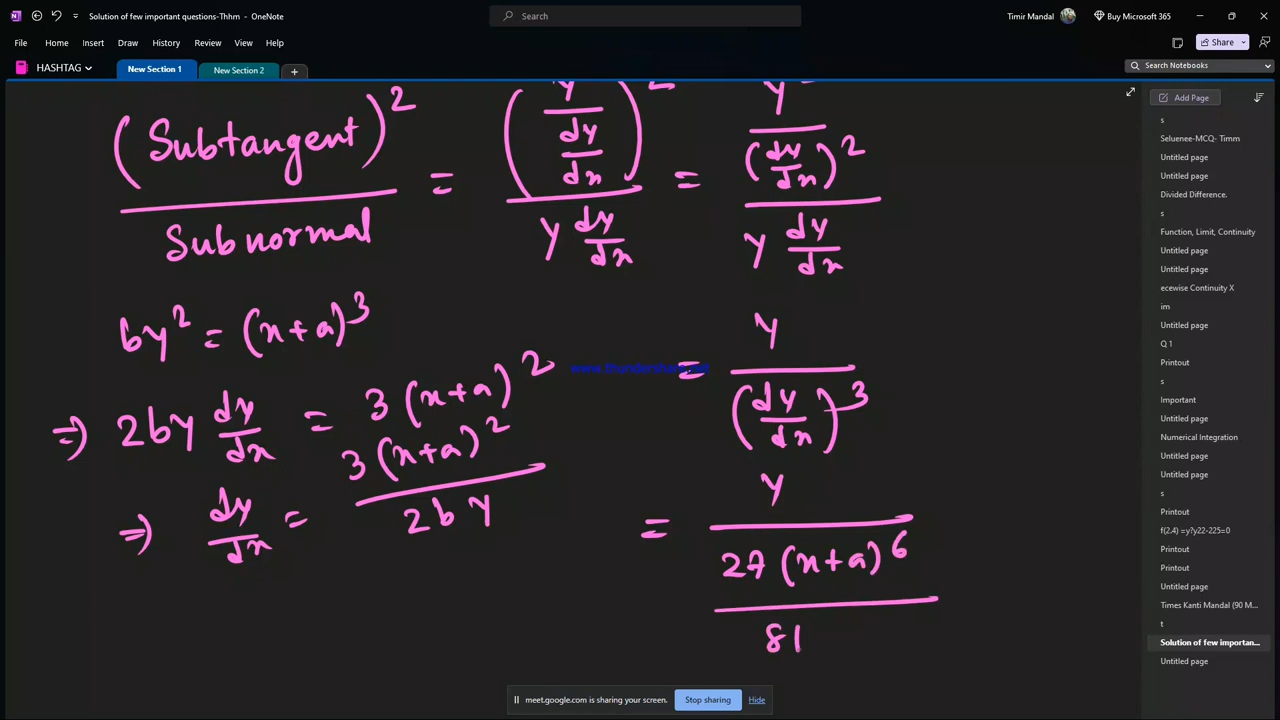 Solution of few important questions-Thhm - OneNote
Search
Timir Mandal
Buy Microsoft 365
File Home Insert Draw History Review View Help
Share
HASHTAG
New Section 1
New Section 2
+
Search Notebooks
Add Page
s
Seluenee-MCQ- Timm
Untitled page
Untitled page
Divided Difference.
s
Function, Limit, Continuity
Untitled page
Untitled page
ecewise Continuity X
im
Untitled page
Q 1
Printout
s
Important
Untitled page
Numerical Integration
Untitled page
Untitled page
s
Printout
f(2.4) =y?y22-225=0
Printout
Printout
Untitled page
Times Kanti Mandal (90 M...
t
Solution of few importan...
Untitled page
(Subtangent)² / Subnormal = (y / (dy/dx))² / (y dy/dx) = (y² / (dy/dx)²) / (y dy/dx)
by² = (x+a)³
= y / (dy/dx)³
⇒ 2by dy/dx = 3(x+a)²
⇒ dy/dx = 3(x+a)² / 2by
= y / (27(x+a)⁶ / 81
www.thundershare.net
meet.google.com is sharing your screen.
Stop sharing
Hide